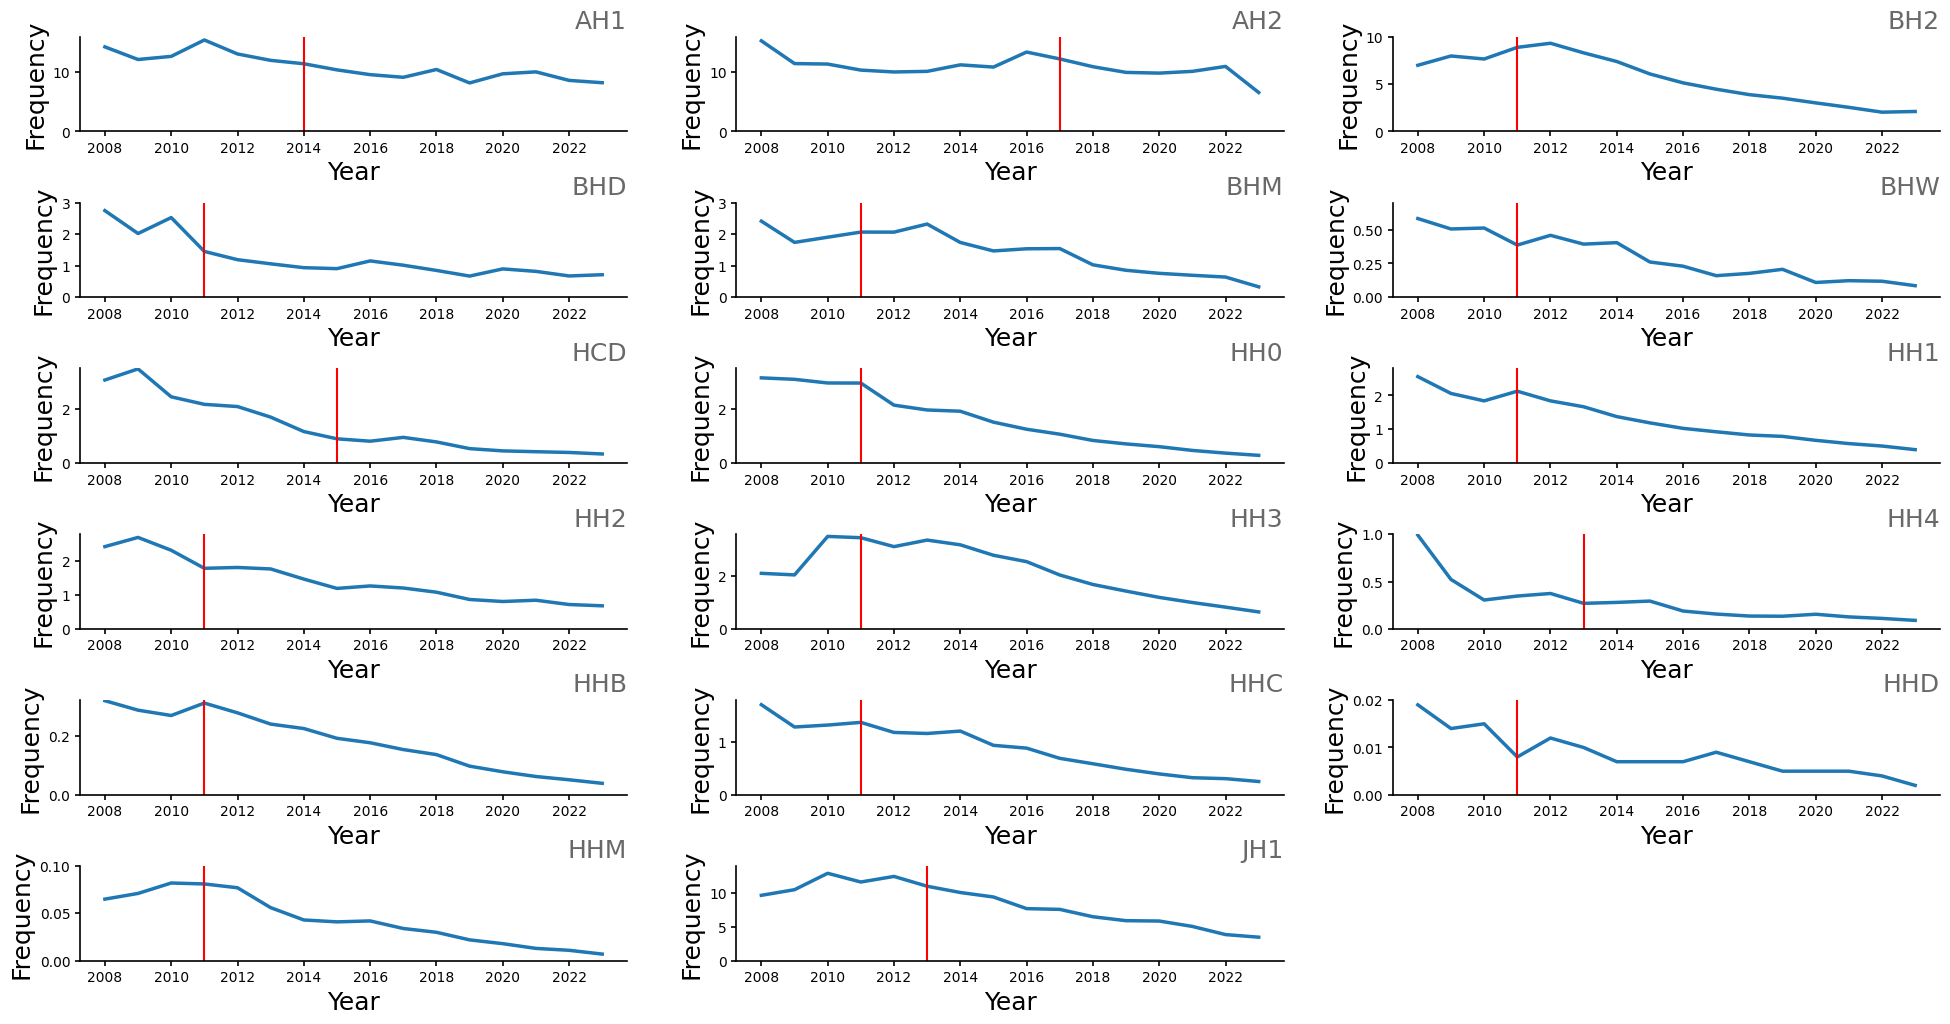 AH1
Frequency
10
0
2008 2010 2012 2014 2016 2018 2020 2022
Year
AH2
Frequency
10
0
2008 2010 2012 2014 2016 2018 2020 2022
Year
BH2
Frequency
10
5
0
2008 2010 2012 2014 2016 2018 2020 2022
Year
BHD
Frequency
3
2
1
0
2008 2010 2012 2014 2016 2018 2020 2022
Year
BHM
Frequency
3
2
1
0
2008 2010 2012 2014 2016 2018 2020 2022
Year
BHW
Frequency
0.50
0.25
0.00
2008 2010 2012 2014 2016 2018 2020 2022
Year
HCD
Frequency
2
0
2008 2010 2012 2014 2016 2018 2020 2022
Year
HH0
Frequency
2
0
2008 2010 2012 2014 2016 2018 2020 2022
Year
HH1
Frequency
2
1
0
2008 2010 2012 2014 2016 2018 2020 2022
Year
HH2
Frequency
2
1
0
2008 2010 2012 2014 2016 2018 2020 2022
Year
HH3
Frequency
2
0
2008 2010 2012 2014 2016 2018 2020 2022
Year
HH4
Frequency
1.0
0.5
0.0
2008 2010 2012 2014 2016 2018 2020 2022
Year
HHB
Frequency
0.2
0.0
2008 2010 2012 2014 2016 2018 2020 2022
Year
HHC
Frequency
1
0
2008 2010 2012 2014 2016 2018 2020 2022
Year
HHD
Frequency
0.02
0.01
0.00
2008 2010 2012 2014 2016 2018 2020 2022
Year
HHM
Frequency
0.10
0.05
0.00
2008 2010 2012 2014 2016 2018 2020 2022
Year
JH1
Frequency
10
5
0
2008 2010 2012 2014 2016 2018 2020 2022
Year